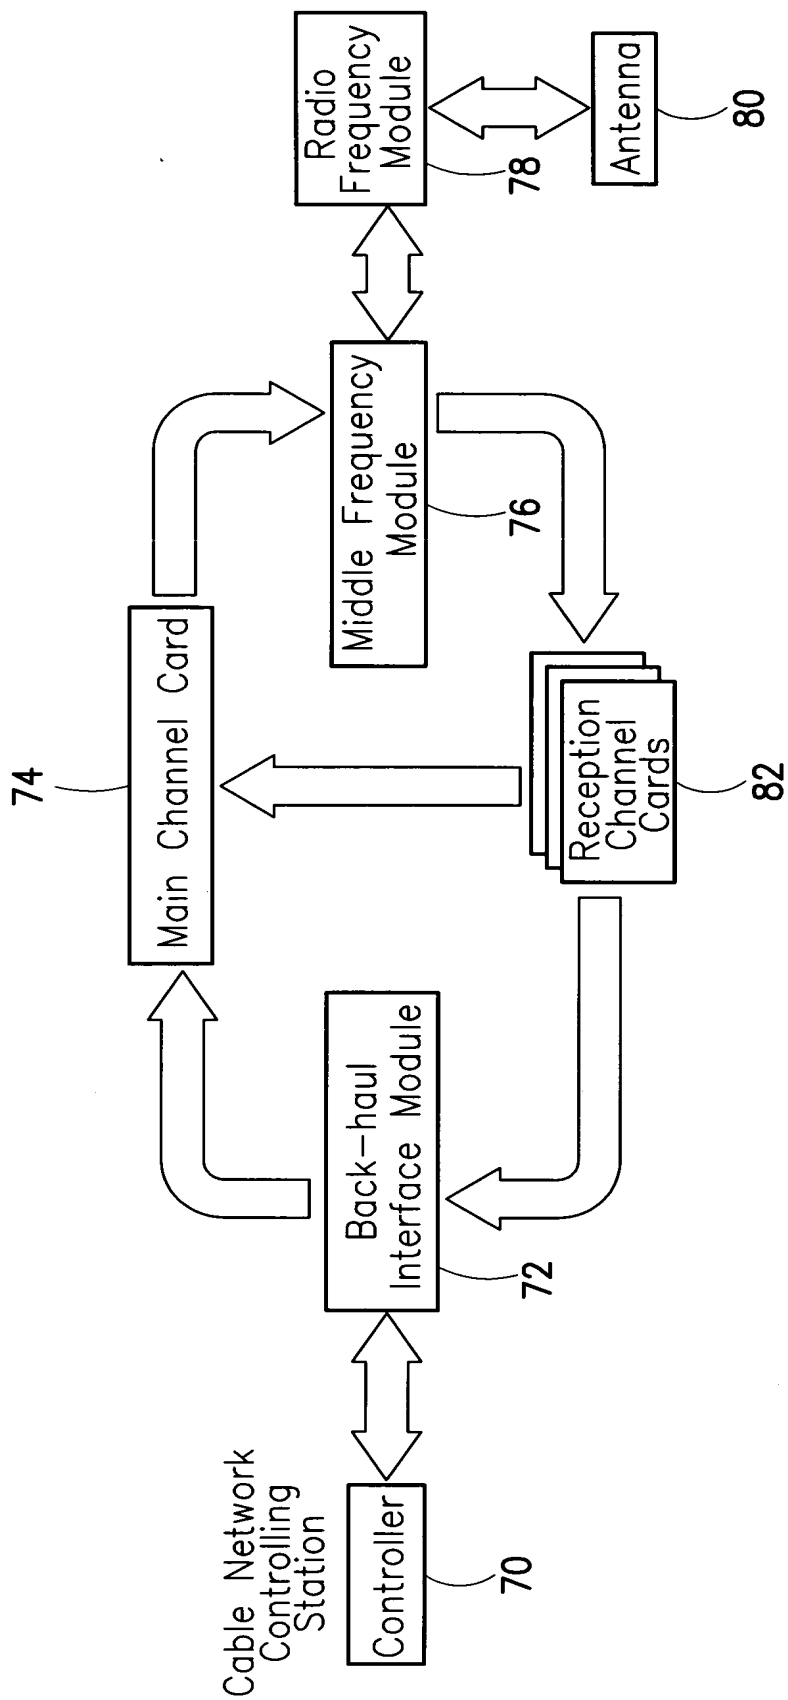 Cable Network
Controlling
Station
Controller
70
Back-haul
Interface Module
72
74
Main Channel Card
Middle Frequency
Module
76
Reception
Channel
Cards
82
Radio
Frequency
Module
78
Antenna
80